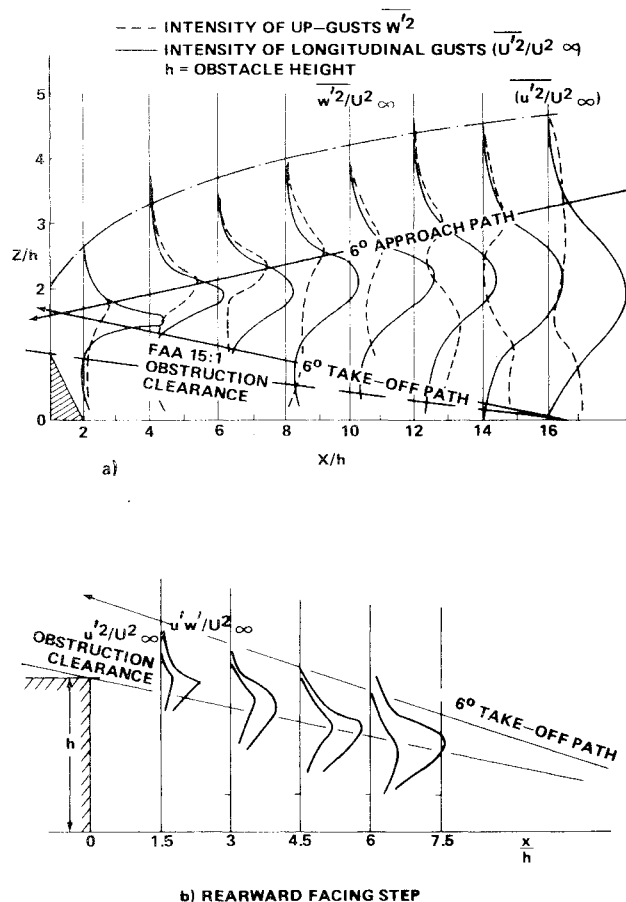 --- INTENSITY OF UP-GUSTS w'2
— INTENSITY OF LONGITUDINAL GUSTS (U'2/U2 ∞)
h = OBSTACLE HEIGHT
w'2/U2 ∞
(u'2/U2 ∞)
5
4
3
Z/h
2
1
0
6° APPROACH PATH
FAA 15:1
OBSTRUCTION
CLEARANCE
6° TAKE-OFF PATH
2 4 6 8 10 12 14 16
X/h
a)
u'2/U2 ∞
u'w'/U2 ∞
OBSTRUCTION
CLEARANCE
6° TAKE-OFF PATH
h
0 1.5 3 4.5 6 7.5 x/h
b) REARWARD FACING STEP